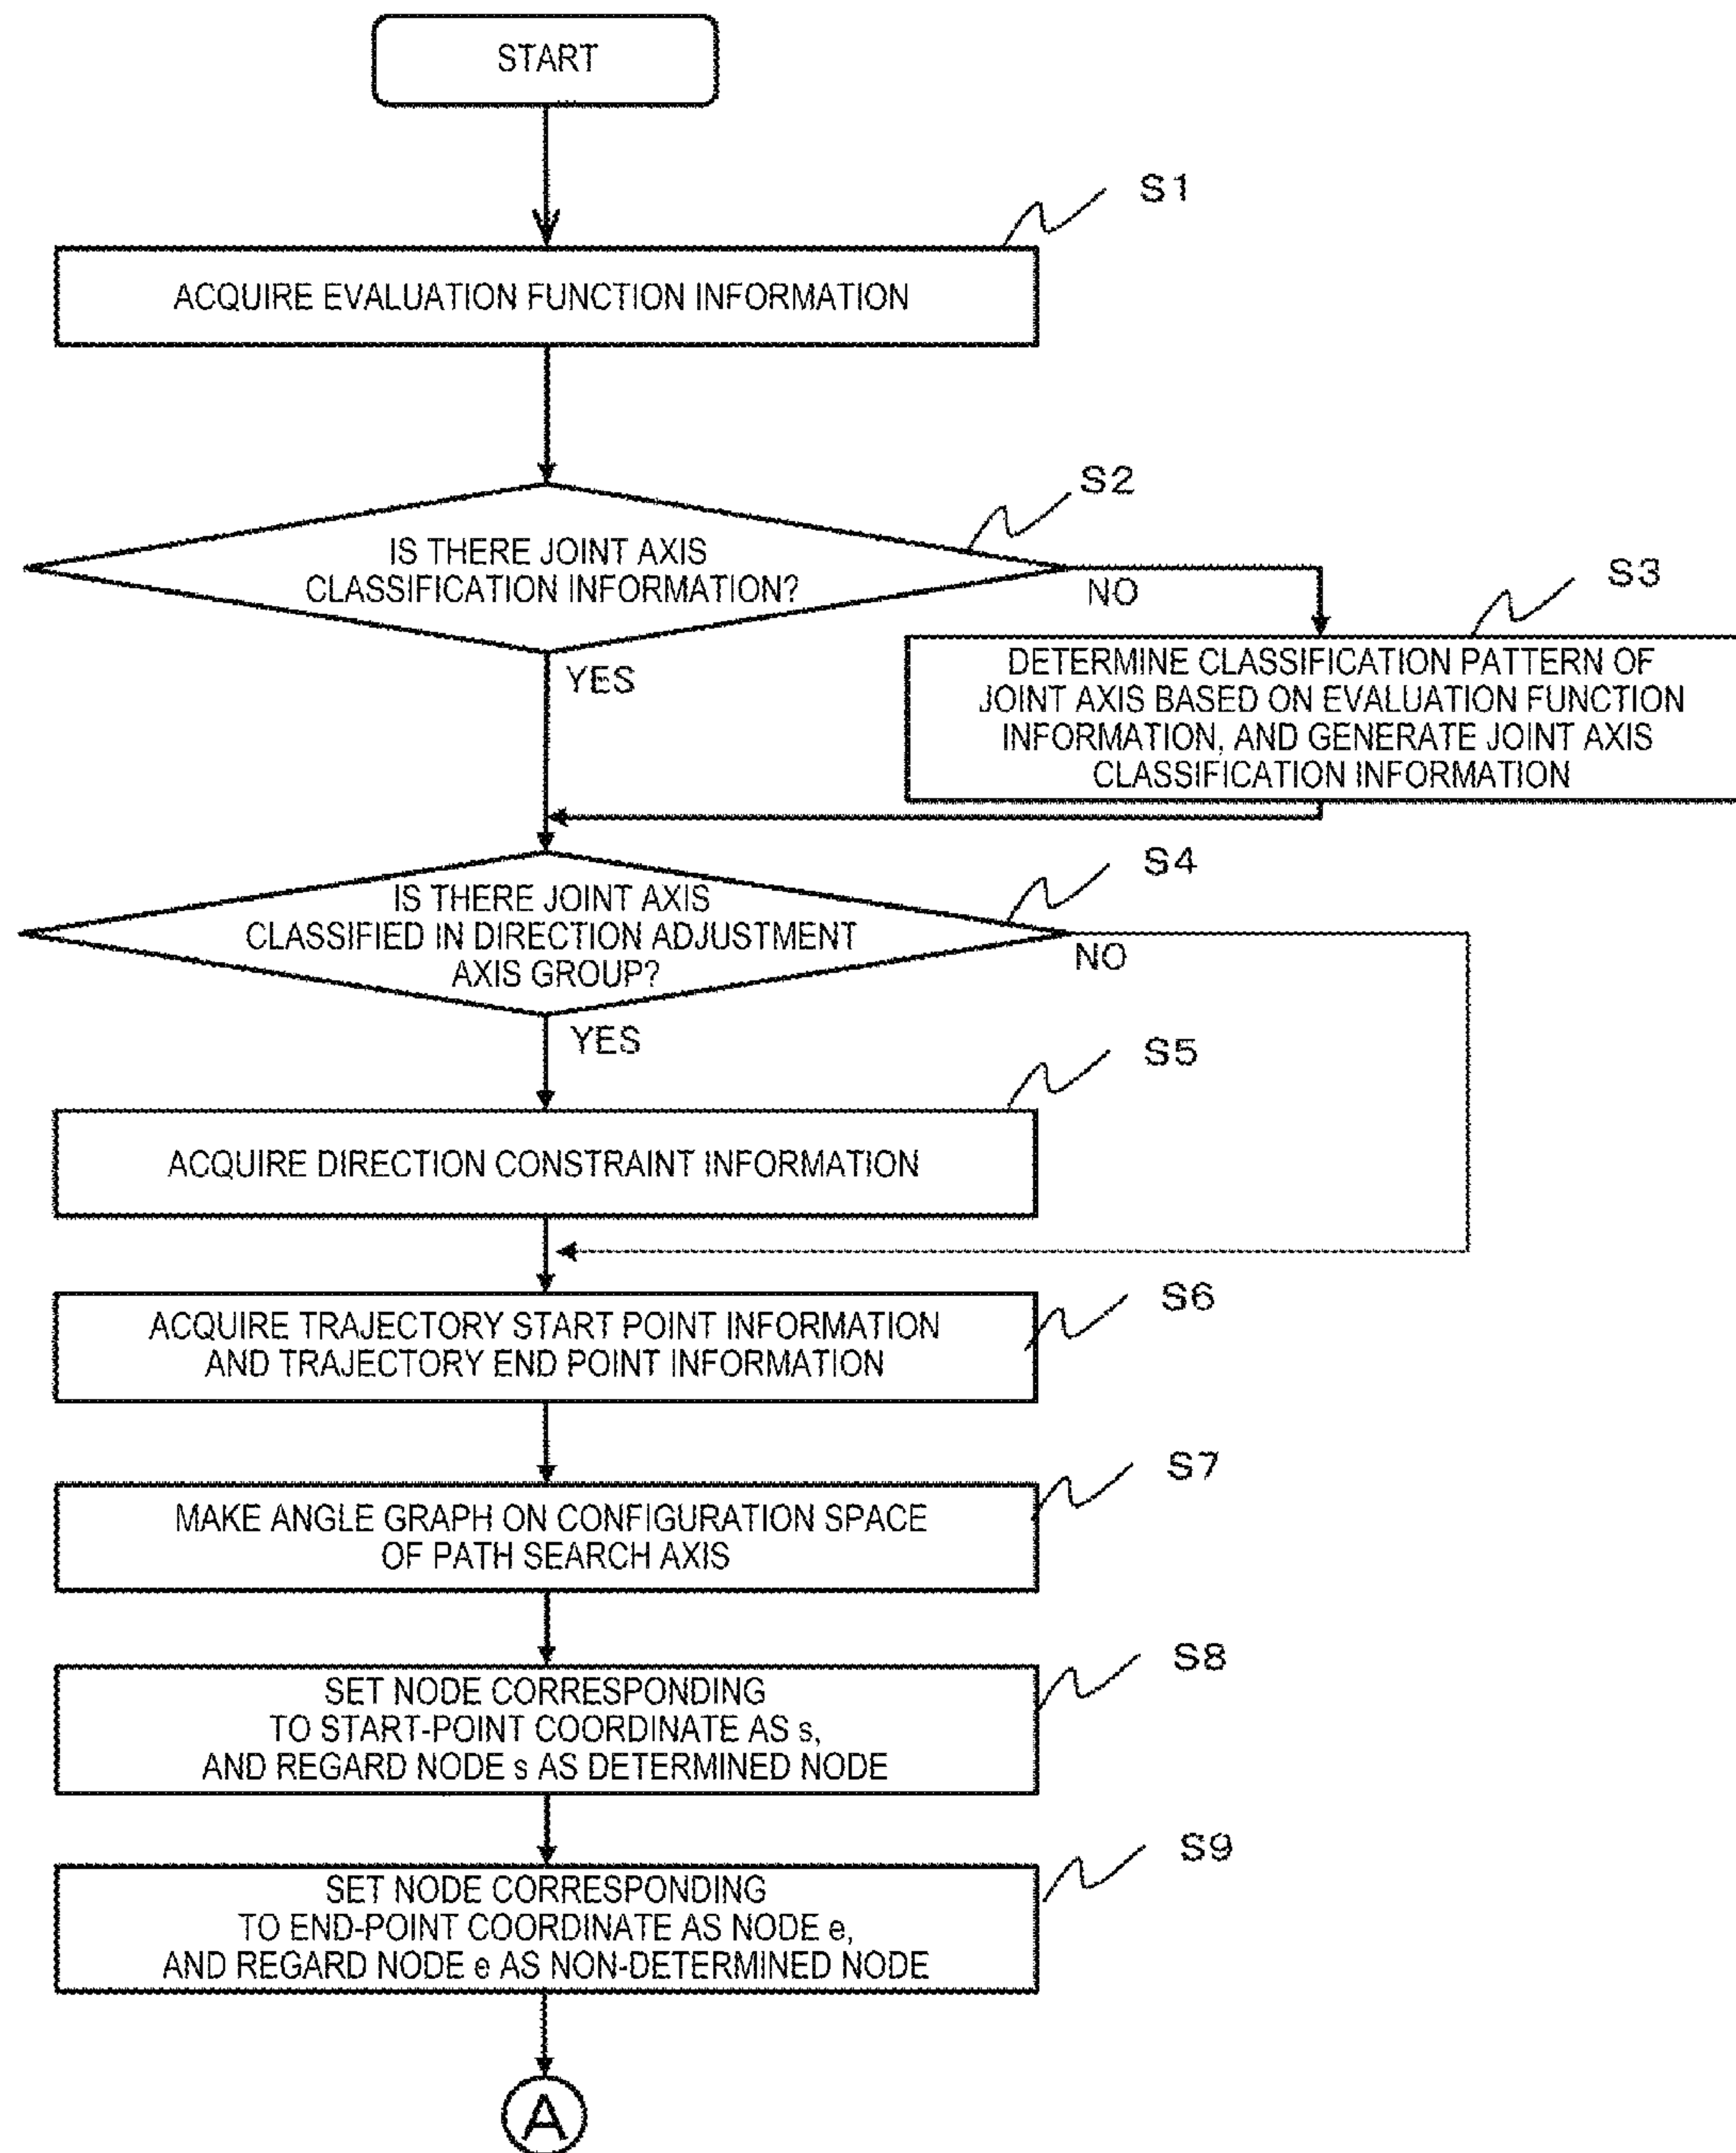 START
S1
ACQUIRE EVALUATION FUNCTION INFORMATION
S2
IS THERE JOINT AXIS
CLASSIFICATION INFORMATION?
NO
YES
S3
DETERMINE CLASSIFICATION PATTERN OF
JOINT AXIS BASED ON EVALUATION FUNCTION
INFORMATION, AND GENERATE JOINT AXIS
CLASSIFICATION INFORMATION
S4
IS THERE JOINT AXIS
CLASSIFIED IN DIRECTION ADJUSTMENT
AXIS GROUP?
NO
YES
S5
ACQUIRE DIRECTION CONSTRAINT INFORMATION
S6
ACQUIRE TRAJECTORY START POINT INFORMATION
AND TRAJECTORY END POINT INFORMATION
S7
MAKE ANGLE GRAPH ON CONFIGURATION SPACE
OF PATH SEARCH AXIS
S8
SET NODE CORRESPONDING
TO START-POINT COORDINATE AS s,
AND REGARD NODE s AS DETERMINED NODE
S9
SET NODE CORRESPONDING
TO END-POINT COORDINATE AS NODE e,
AND REGARD NODE e AS NON-DETERMINED NODE
A